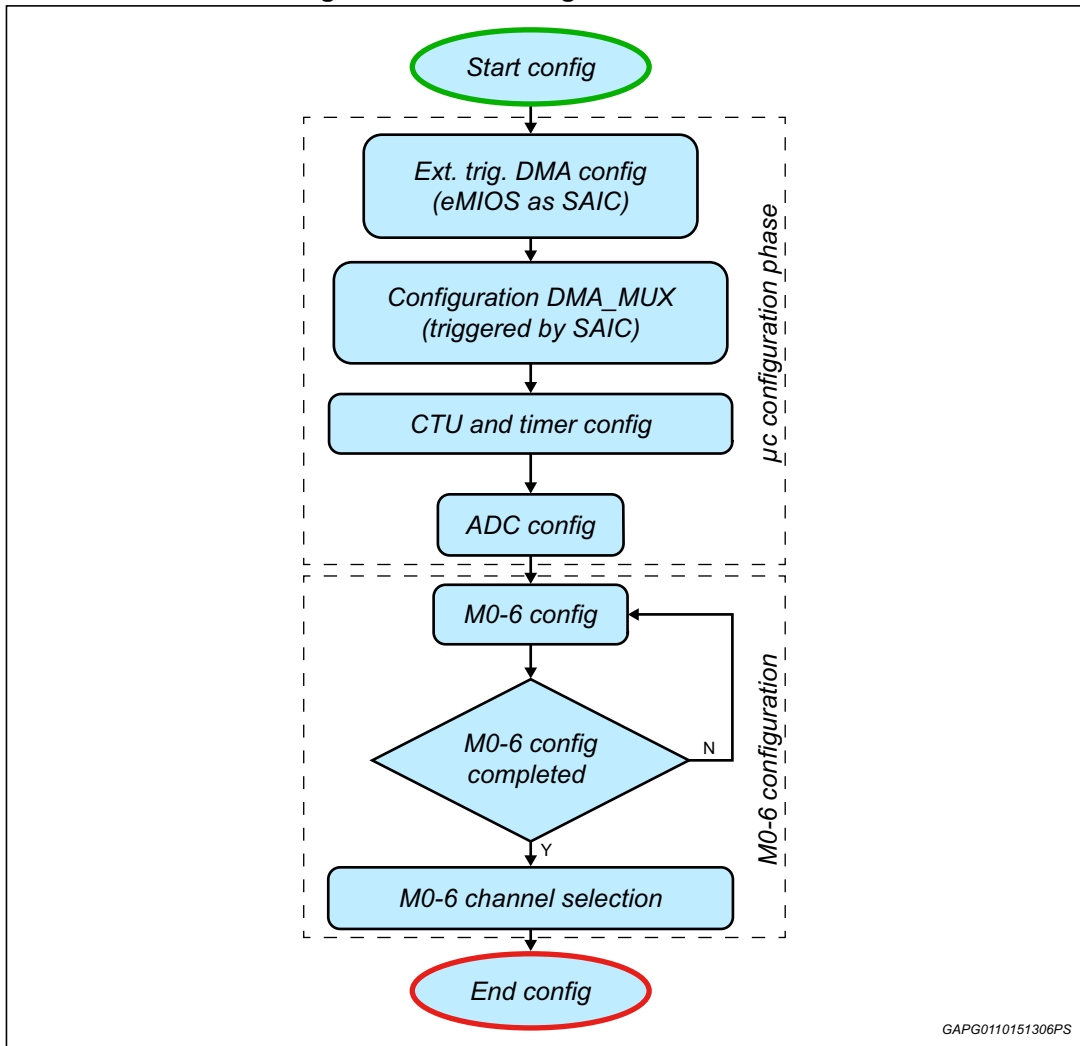 Start config
Ext. trig. DMA config
(eMIOS as SAIC)
Configuration DMA_MUX
(triggered by SAIC)
CTU and timer config
ADC config
µc configuration phase
M0-6 config
M0-6 config
completed
N
Y
M0-6 channel selection
M0-6 configuration
End config
GAPG0110151306PS